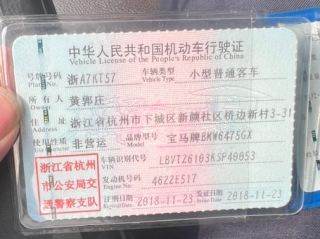 中华人民共和国机动车行驶证
Vehicle License of the People's Republic of China
号牌号码 浙A7KT57 车辆类型 小型普通客车
Plate No. Vehicle Type
所有人 黄郭庄
Owner
住址 浙江省杭州市下城区新颜社区桥边新村3-31
Address
使用性质 非营运 品牌型号 宝马牌BMW6475GX
Model
浙江省杭州
市公安局交
通警察支队
车辆识别代号 LBVTZ6103KSP40053
VIN
发动机号码 46ZZE517
Engine No.
注册日期 2018-11-23 发证日期 2018-11-23